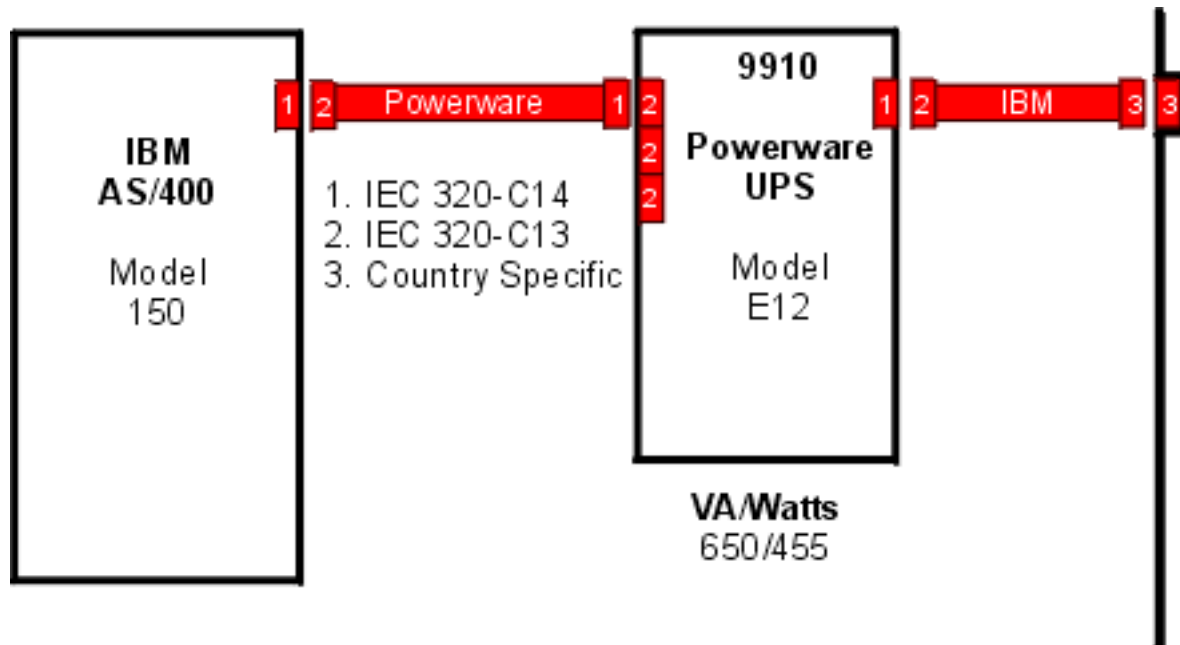 IBM
AS/400
Model
150
1
2
Powerware
1
1. IEC 320-C14
2. IEC 320-C13
3. Country Specific
9910
2
2
2
1
Powerware
UPS
Model
E12
VA/Watts
650/455
2
IBM
3
3